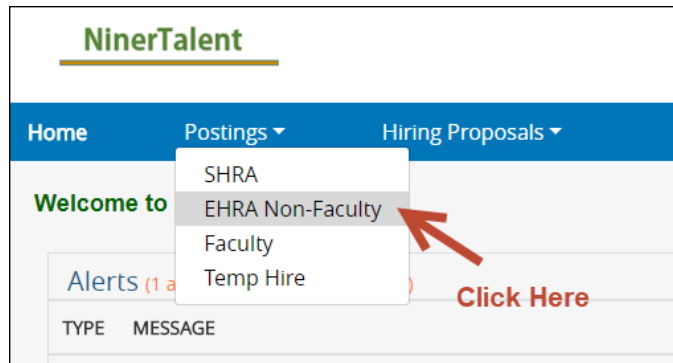 NinerTalent
Home Postings Hiring Proposals
SHRA
Welcome to EHRA Non-Faculty
Faculty
Alerts (1 a ) Temp Hire
Click Here
TYPE MESSAGE